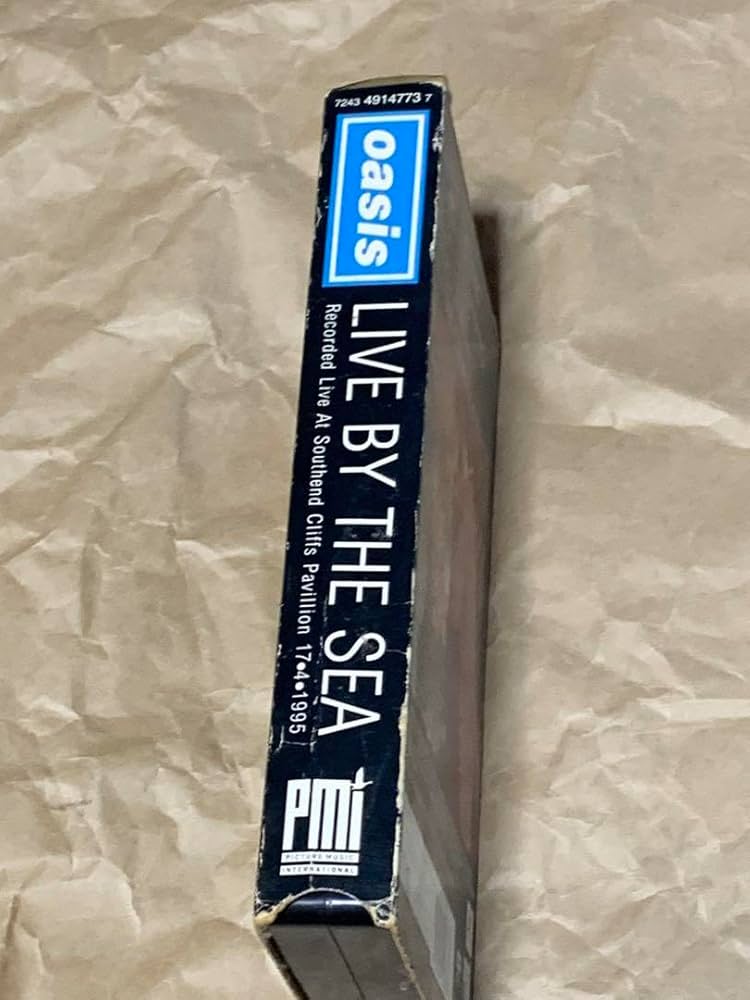 7243 4914773 7
oasis
LIVE BY THE SEA
Recorded Live At Southend Cliffs Pavillion 17•4•1995
PMI
PICTURE MUSIC
INTERNATIONAL